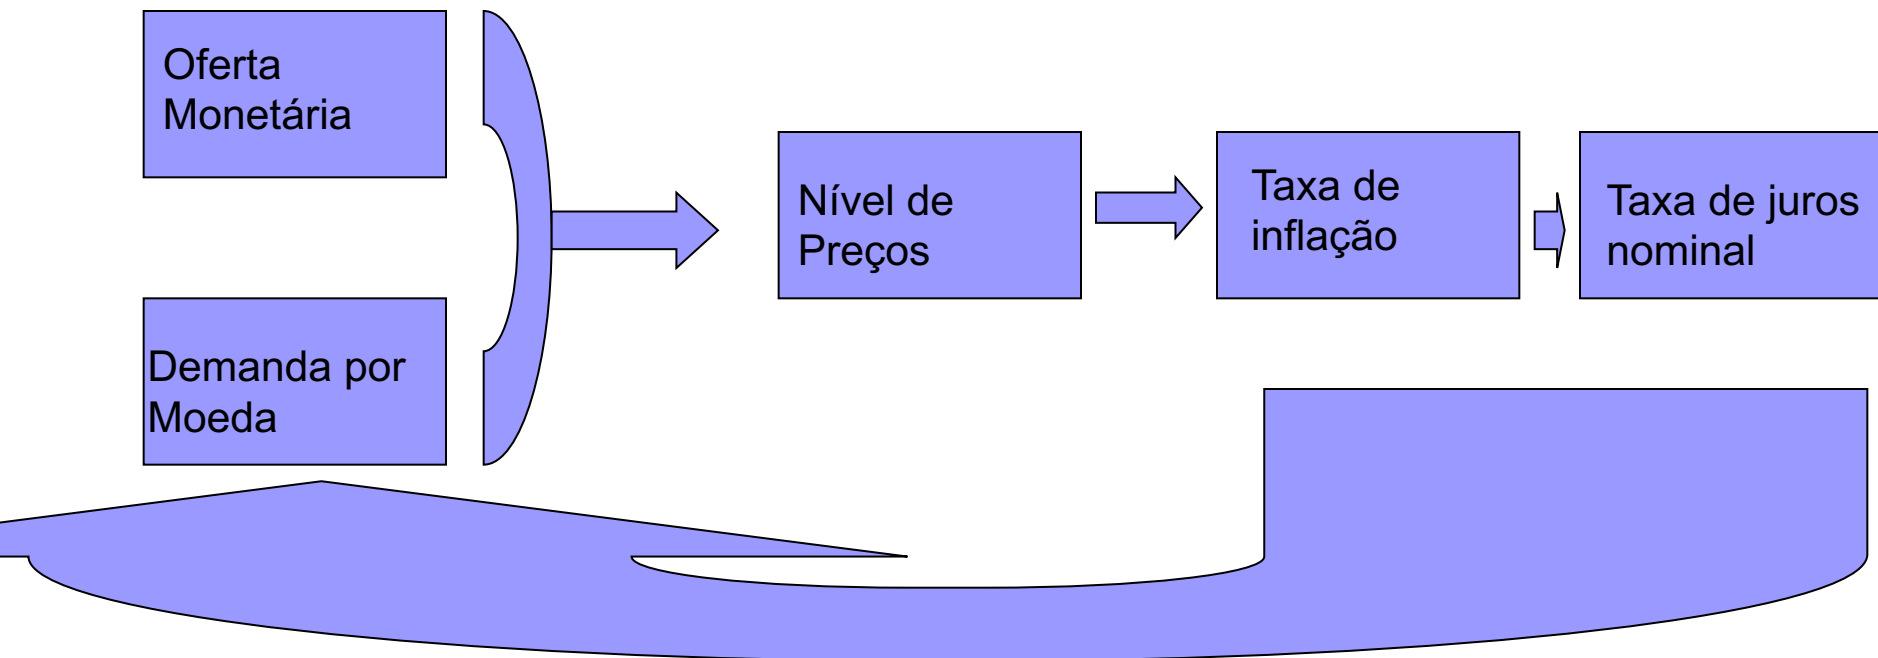 Oferta
Monetária
Nível de
Preços
Taxa de
inflação
Taxa de juros
nominal
Demanda por
Moeda